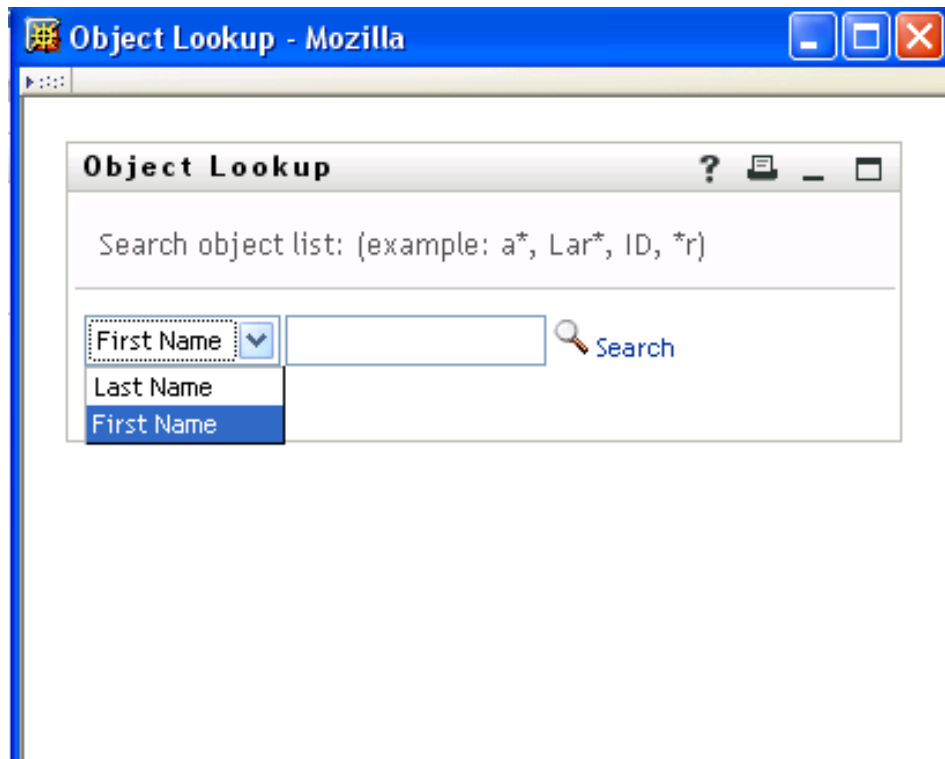 Object Lookup - Mozilla
Object Lookup
Search object list: (example: a*, Lar*, ID, *r)
First Name Search
Last Name
First Name